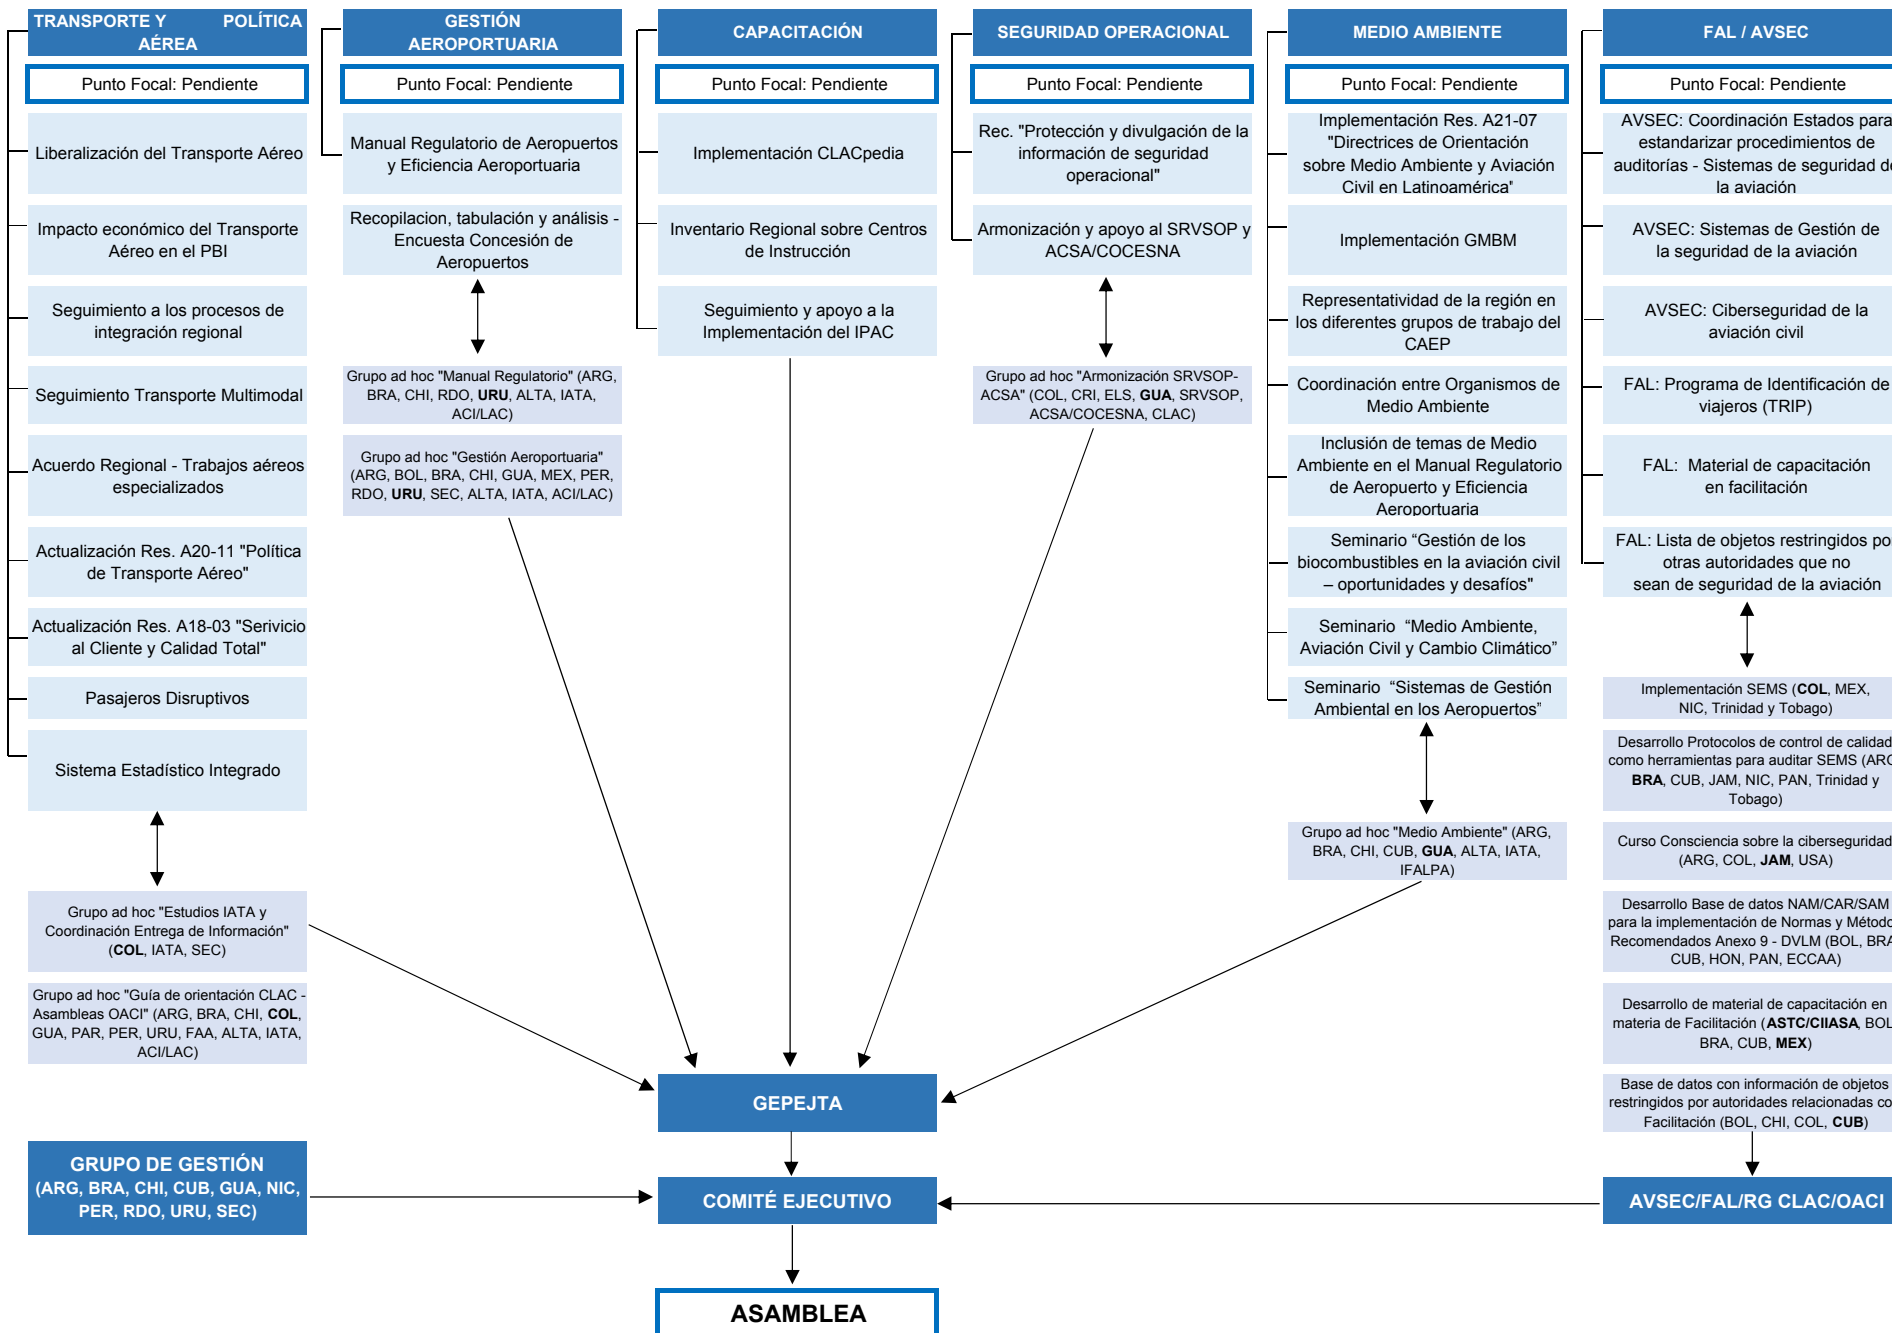 TRANSPORTE Y POLÍTICA
AÉREA
Punto Focal: Pendiente
Liberalización del Transporte Aéreo
Impacto económico del Transporte
Aéreo en el PBI
Seguimiento a los procesos de
integración regional
Seguimiento Transporte Multimodal
Acuerdo Regional - Trabajos aéreos
especializados
Actualización Res. A20-11 "Política
de Transporte Aéreo"
Actualización Res. A18-03 "Serivicio
al Cliente y Calidad Total"
Pasajeros Disruptivos
Sistema Estadístico Integrado
Grupo ad hoc "Estudios IATA y
Coordinación Entrega de Información"
(COL, IATA, SEC)
Grupo ad hoc "Guía de orientación CLAC -
Asambleas OACI" (ARG, BRA, CHI, COL,
GUA, PAR, PER, URU, FAA, ALTA, IATA,
ACI/LAC)
GESTIÓN
AEROPORTUARIA
Punto Focal: Pendiente
Manual Regulatorio de Aeropuertos
y Eficiencia Aeroportuaria
Recopilacion, tabulación y análisis -
Encuesta Concesión de
Aeropuertos
Grupo ad hoc "Manual Regulatorio" (ARG,
BRA, CHI, RDO, URU, ALTA, IATA,
ACI/LAC)
Grupo ad hoc "Gestión Aeroportuaria"
(ARG, BOL, BRA, CHI, GUA, MEX, PER,
RDO, URU, SEC, ALTA, IATA, ACI/LAC)
CAPACITACIÓN
Punto Focal: Pendiente
Implementación CLACpedia
Inventario Regional sobre Centros
de Instrucción
Seguimiento y apoyo a la
Implementación del IPAC
SEGURIDAD OPERACIONAL
Punto Focal: Pendiente
Rec. "Protección y divulgación de la
información de seguridad
operacional"
Armonización y apoyo al SRVSOP y
ACSA/COCESNA
Grupo ad hoc "Armonización SRVSOP-
ACSA" (COL, CRI, ELS, GUA, SRVSOP,
ACSA/COCESNA, CLAC)
MEDIO AMBIENTE
Punto Focal: Pendiente
Implementación Res. A21-07
"Directrices de Orientación
sobre Medio Ambiente y Aviación
Civil en Latinoamérica"
Implementación GMBM
Representatividad de la región en
los diferentes grupos de trabajo del
CAEP
Coordinación entre Organismos de
Medio Ambiente
Inclusión de temas de Medio
Ambiente en el Manual Regulatorio
de Aeropuerto y Eficiencia
Aeroportuaria
Seminario “Gestión de los
biocombustibles en la aviación civil
– oportunidades y desafíos"
Seminario “Medio Ambiente,
Aviación Civil y Cambio Climático”
Seminario “Sistemas de Gestión
Ambiental en los Aeropuertos”
Grupo ad hoc "Medio Ambiente" (ARG,
BRA, CHI, CUB, GUA, ALTA, IATA,
IFALPA)
FAL / AVSEC
Punto Focal: Pendiente
AVSEC: Coordinación Estados para
estandarizar procedimientos de
auditorías - Sistemas de seguridad de
la aviación
AVSEC: Sistemas de Gestión de
la seguridad de la aviación
AVSEC: Ciberseguridad de la
aviación civil
FAL: Programa de Identificación de
viajeros (TRIP)
FAL: Material de capacitación
en facilitación
FAL: Lista de objetos restringidos por
otras autoridades que no
sean de seguridad de la aviación
Implementación SEMS (COL, MEX,
NIC, Trinidad y Tobago)
Desarrollo Protocolos de control de calidad
como herramientas para auditar SEMS (ARG,
BRA, CUB, JAM, NIC, PAN, Trinidad y
Tobago)
Curso Consciencia sobre la ciberseguridad
(ARG, COL, JAM, USA)
Desarrollo Base de datos NAM/CAR/SAM
para la implementación de Normas y Métodos
Recomendados Anexo 9 - DVLM (BOL, BRA,
CUB, HON, PAN, ECCAA)
Desarrollo de material de capacitación en
materia de Facilitación (ASTC/CIIASA, BOL,
BRA, CUB, MEX)
Base de datos con información de objetos
restringidos por autoridades relacionadas con
Facilitación (BOL, CHI, COL, CUB)
GEPEJTA
GRUPO DE GESTIÓN
(ARG, BRA, CHI, CUB, GUA, NIC,
PER, RDO, URU, SEC)
COMITÉ EJECUTIVO
AVSEC/FAL/RG CLAC/OACI
ASAMBLEA